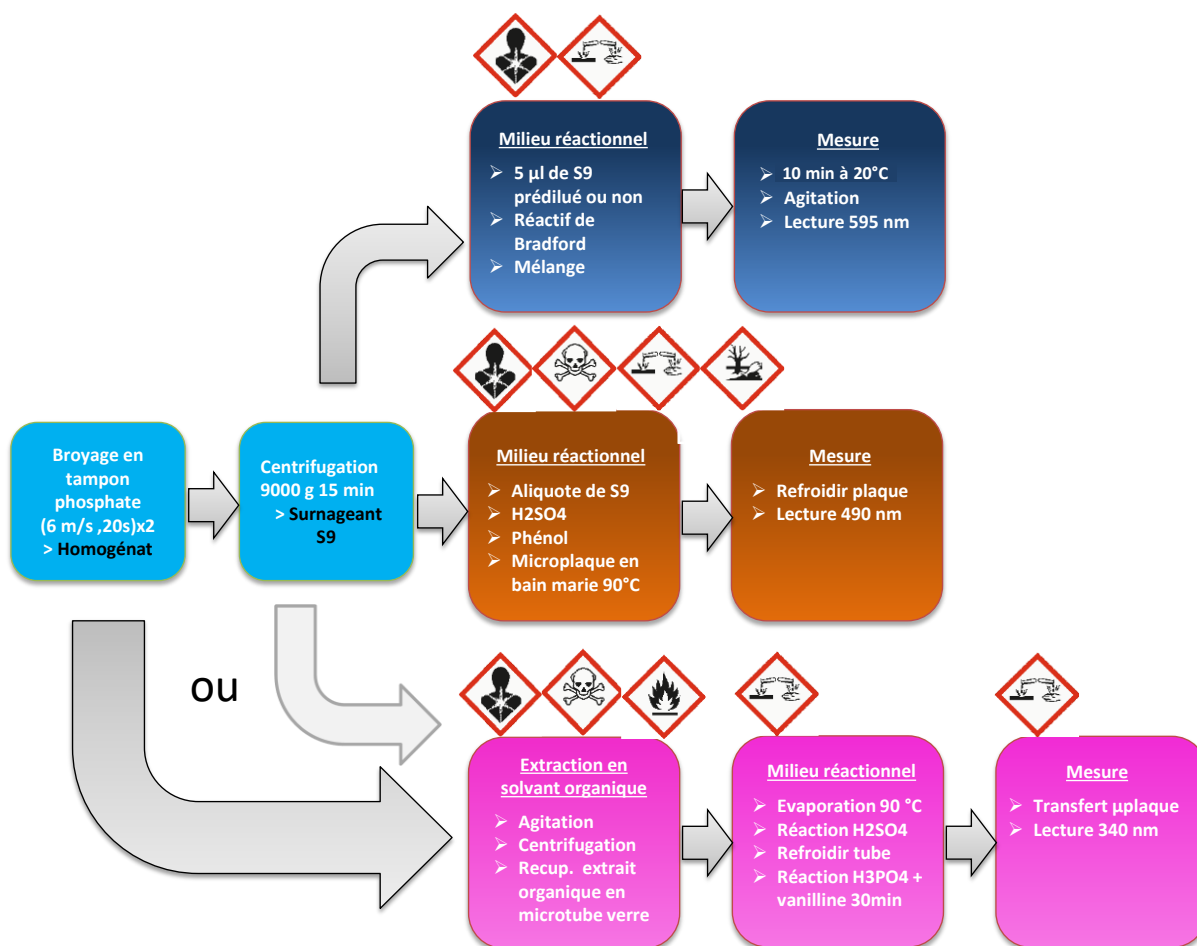 Milieu réactionnel
➢ 5 µl de S9
prédilué ou non
➢ Réactif de
Bradford
➢ Mélange
Mesure
➢ 10 min à 20°C
➢ Agitation
➢ Lecture 595 nm
Broyage en
tampon
phosphate
(6 m/s ,20s)x2
> Homogénat
Centrifugation
9000 g 15 min
> Surnageant
S9
Milieu réactionnel
➢ Aliquote de S9
➢ H2SO4
➢ Phénol
➢ Microplaque en
bain marie 90°C
Mesure
➢ Refroidir plaque
➢ Lecture 490 nm
ou
Extraction en
solvant organique
➢ Agitation
➢ Centrifugation
➢ Recup. extrait
organique en
microtube verre
Milieu réactionnel
➢ Evaporation 90 °C
➢ Réaction H2SO4
➢ Refroidir tube
➢ Réaction H3PO4 +
vanilline 30min
Mesure
➢ Transfert µplaque
➢ Lecture 340 nm